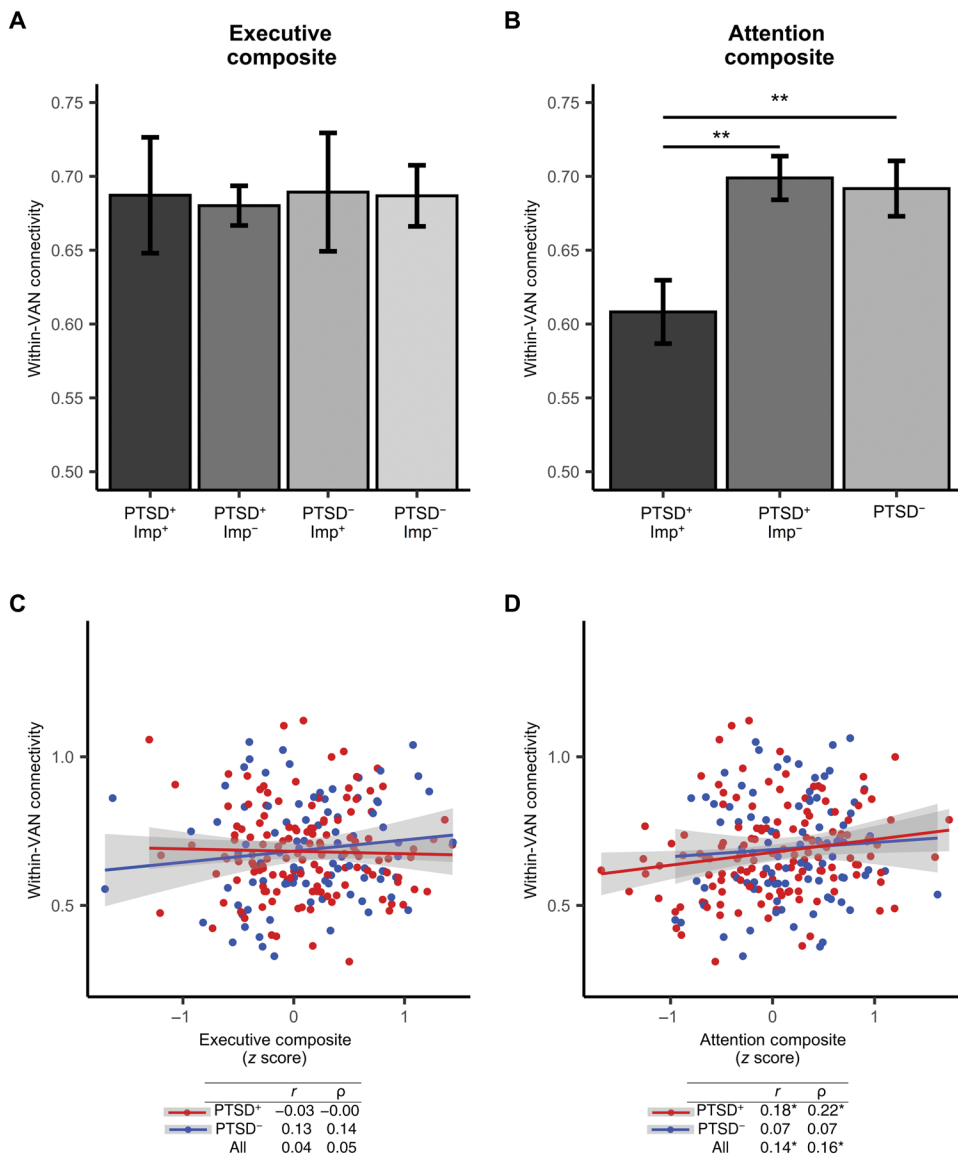 A
Executive
composite
Within-VAN connectivity
0.75
0.70
0.65
0.60
0.55
0.50
PTSD⁺
Imp⁺
PTSD⁺
Imp⁻
PTSD⁻
Imp⁺
PTSD⁻
Imp⁻
B
Attention
composite
Within-VAN connectivity
0.75
0.70
0.65
0.60
0.55
0.50
**
**
PTSD⁺
Imp⁺
PTSD⁺
Imp⁻
PTSD⁻
C
Within-VAN connectivity
1.0
0.5
−1 0 1
Executive composite
(z score)
r ρ
PTSD⁺ −0.03 −0.00
PTSD⁻ 0.13 0.14
All 0.04 0.05
D
Within-VAN connectivity
1.0
0.5
−1 0 1
Attention composite
(z score)
r ρ
PTSD⁺ 0.18* 0.22*
PTSD⁻ 0.07 0.07
All 0.14* 0.16*